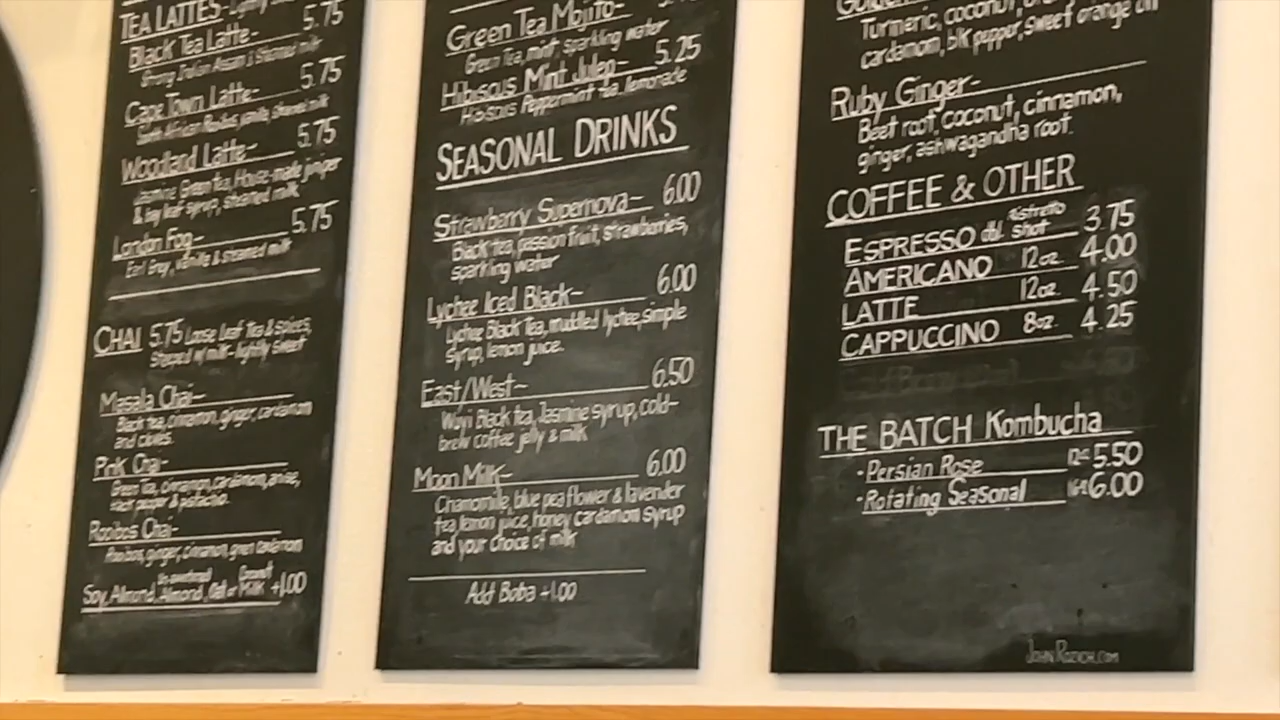 TEA LATTES-
5.75
Black Tea Latte-
Strong Indian Assam & Steamed milk
5.75
Cape Town Latte-
South African Rooibos, vanilla, steamed milk
5.75
Woodland Latte-
Jasmine Green Tea, House-made juniper
& bay leaf syrup, steamed milk
5.75
London Fog-
Earl Grey, vanilla & steamed milk
CHAI 5.75 Loose Leaf Tea & spices,
Steeped w/ milk - lightly sweet
Masala Chai-
Black tea, cinnamon, ginger, cardamom
and cloves.
Pink Chai-
Green Tea, cinnamon, cardamom, anise,
pepper & pistachio.
Rooibos Chai-
Rooibos, ginger, cinnamon, green cardamom
Soy, Almond, Almond, Oat or Milk +1.00
Green Tea Mojito-
Green Tea, mint, sparkling water
Hibiscus Mint Julep- 5.25
Hibiscus Peppermint tea, lemonade
SEASONAL DRINKS
Strawberry Supernova- 6.00
Black tea, passion fruit, strawberries,
sparkling water
Lychee Iced Black- 6.00
Lychee Black Tea, muddled lychee, simple
syrup, lemon juice.
East/West- 6.50
Wuyi Black tea, Jasmine syrup, cold-
brew coffee jelly & milk
Moon Milk- 6.00
Chamomile, blue pea flower & lavender
tea, lemon juice, honey cardamom syrup
and your choice of milk
Add Boba +1.00
Turmeric, coconut,
cardamom, blk pepper, sweet orange oil
Ruby Ginger-
Beet root, coconut, cinnamon,
ginger, ashwagandha root.
COFFEE & OTHER
ESPRESSO dbl. ristretto shot 3.75
AMERICANO 12oz. 4.00
LATTE 12oz. 4.50
CAPPUCCINO 8oz. 4.25
THE BATCH Kombucha
·Persian Rose 12oz 5.50
·Rotating Seasonal 16oz 6.00
JOHNROZICH.COM